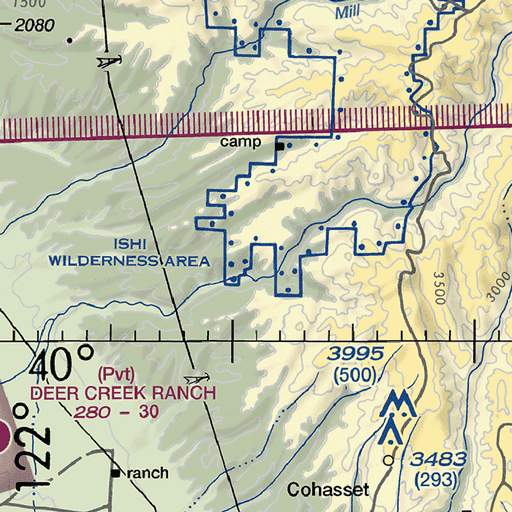 1500
2080
Mill
camp
ISHI
WILDERNESS AREA
3500
3000
40°
3995
(500)
(Pvt)
DEER CREEK RANCH
280 - 30
122°
ranch
3483
(293)
Cohasset